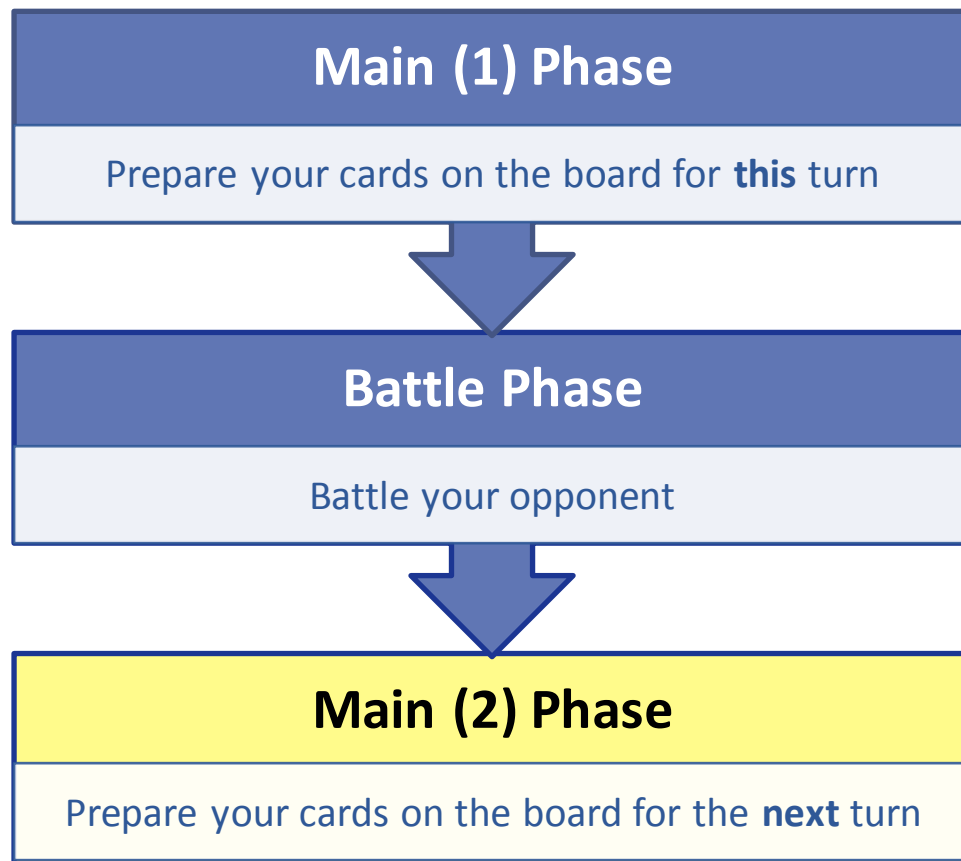 Main (1) Phase
Prepare your cards on the board for this turn
Battle Phase
Battle your opponent
Main (2) Phase
Prepare your cards on the board for the next turn